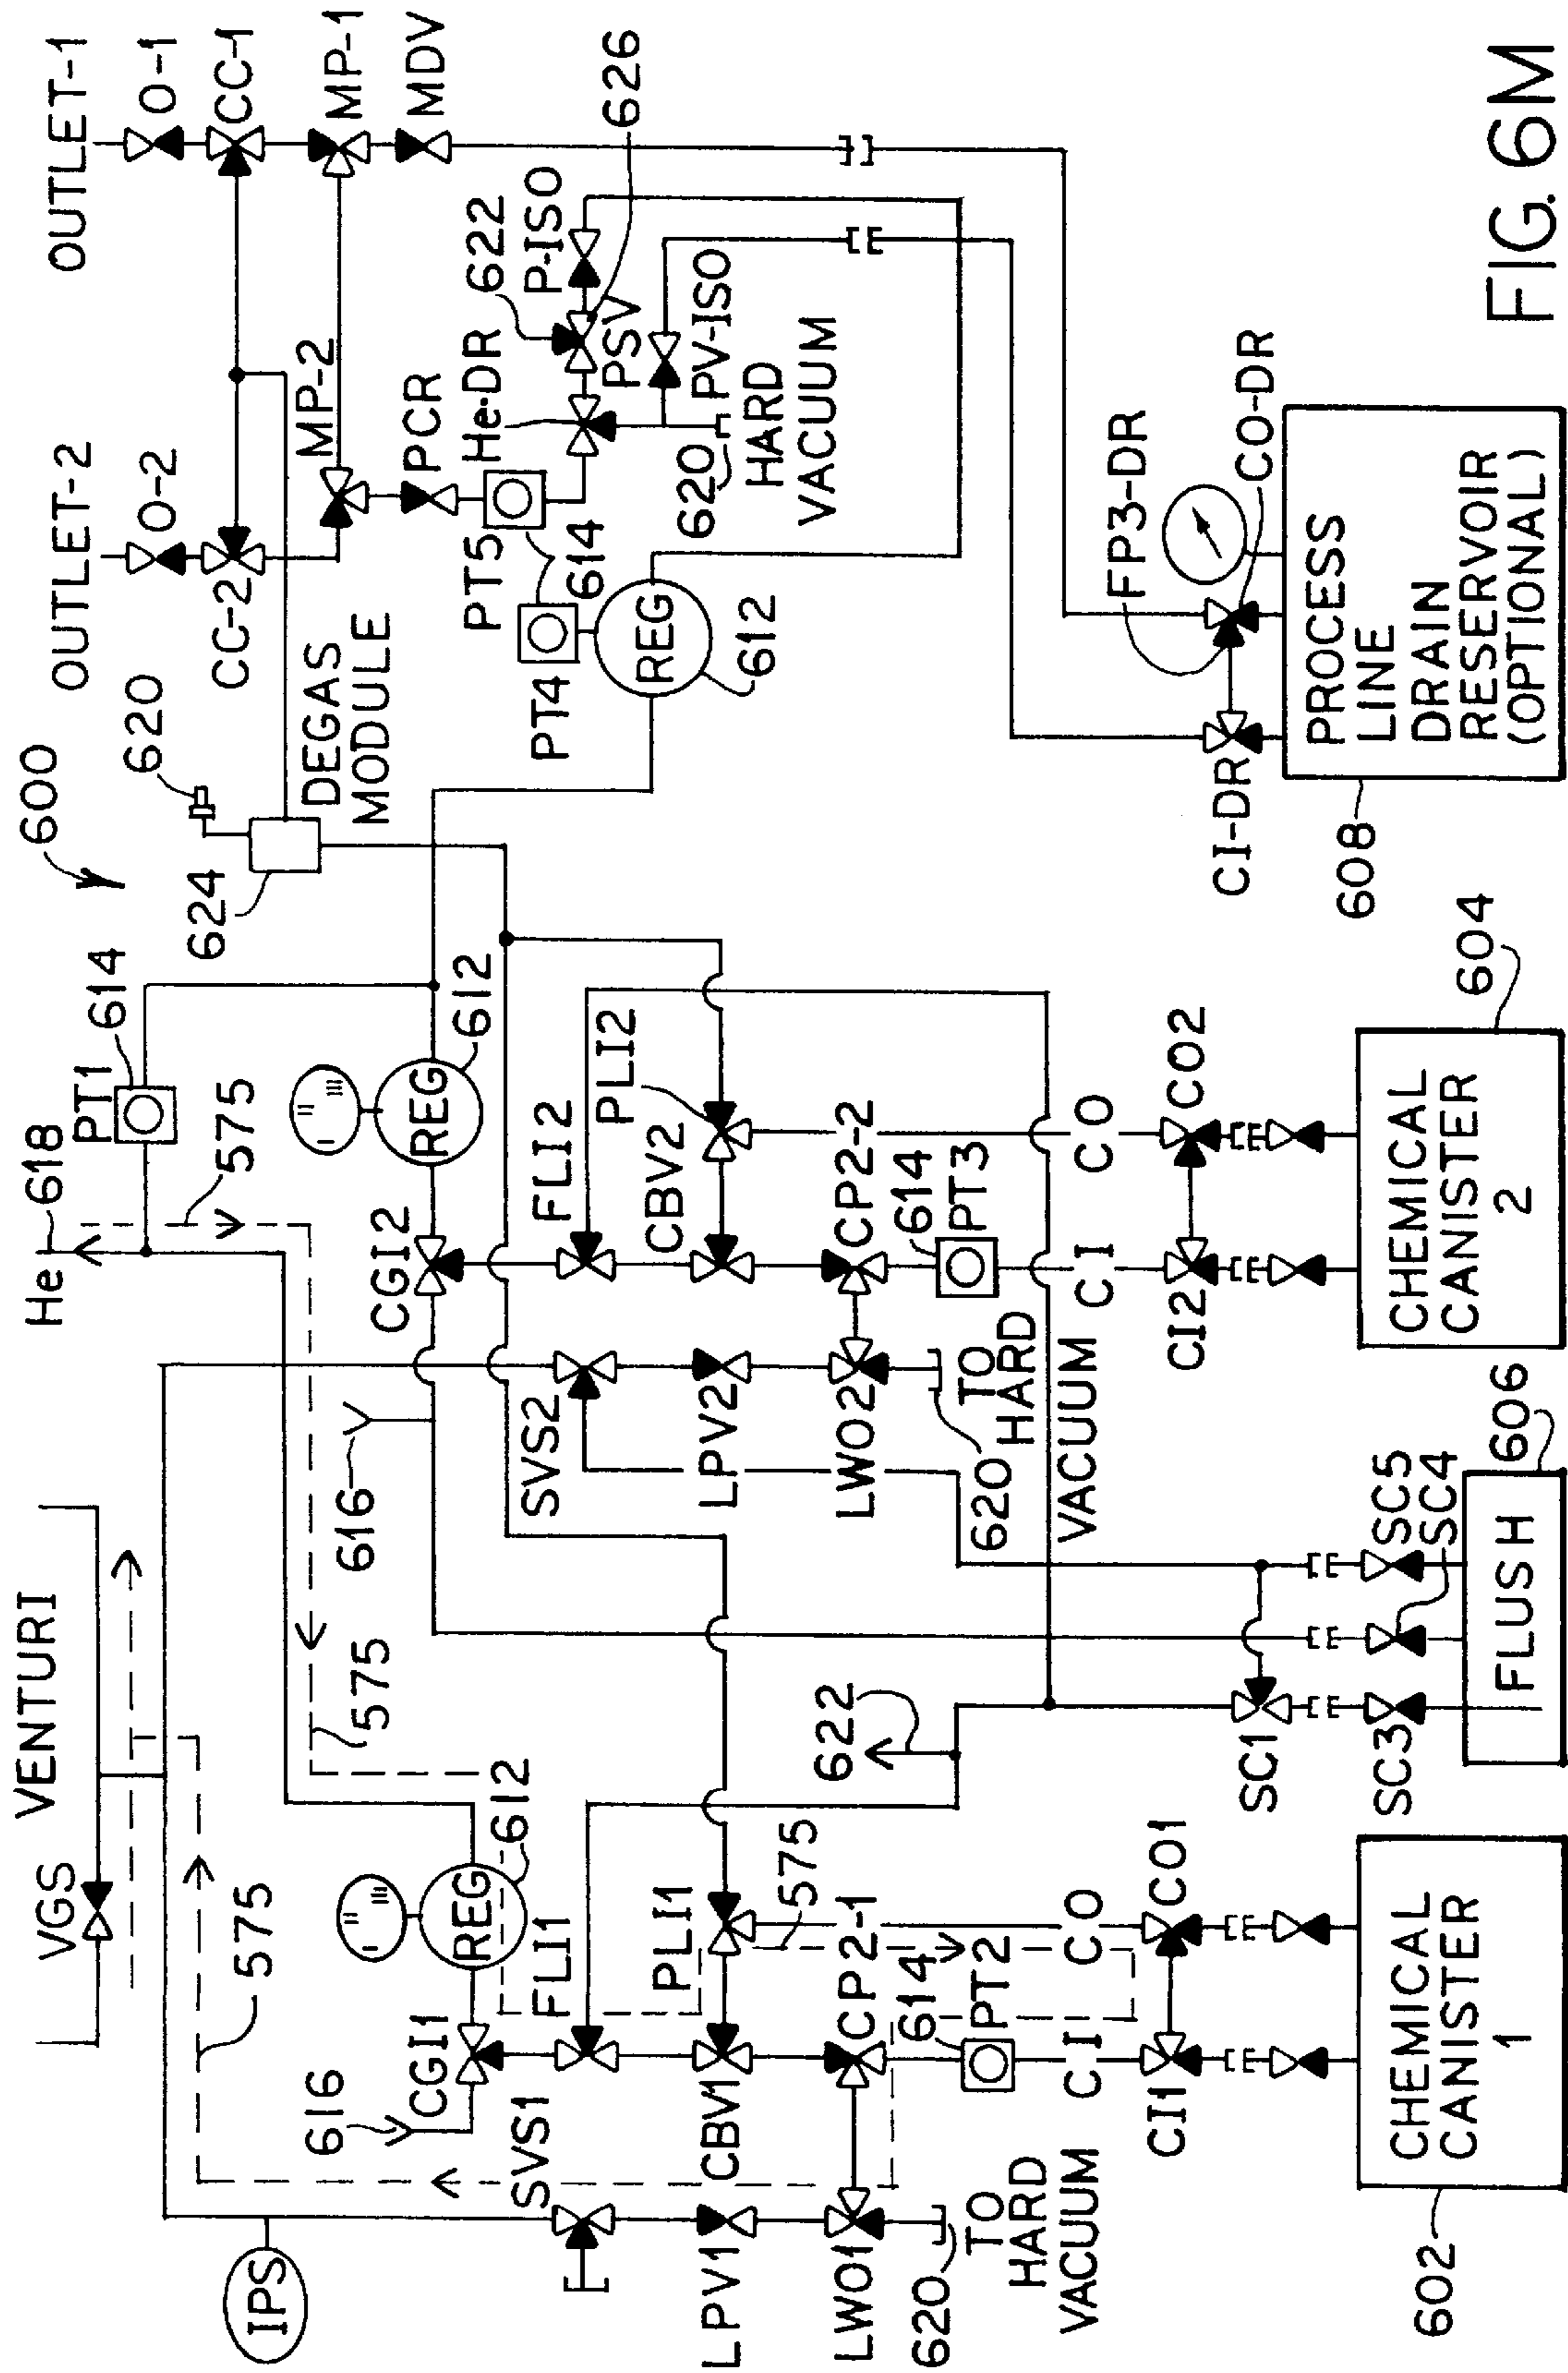 OUTLET-1
O-1
CC-1
MP-1
MDV
OUTLET-2
O-2
CC-2
MP-2
PCR
He-DR
622
P-ISO
626
PSV
PV-ISO
620
HARD
VACUUM
PT5
614
PT4
REG
612
600
620
DEGAS
MODULE
624
FP3-DR
CO-DR
CI-DR
PROCESS
LINE
DRAIN
RESERVOIR
(OPTIONAL)
608
FIG. 6M
He
618
PT1
614
575
REG
612
CGI2
FLI2
PLI2
CBV2
CP2-2
614
PT3
CO
CI
CO2
CI2
CHEMICAL
CANISTER
2
604
SVS2
LPV2
LWO2
620
TO
HARD
VACUUM
616
575
VENTURI
VGS
575
622
SC1
SC3
SC5
SC4
FLUSH
606
REG
612
CGI1
616
FLI1
PLI1
575
SVS1
CBV1
CP2-1
614
PT2
CO
CI
CO1
CI1
LPV1
LWO1
620
TO
HARD
VACUUM
IPS
CHEMICAL
CANISTER
1
602